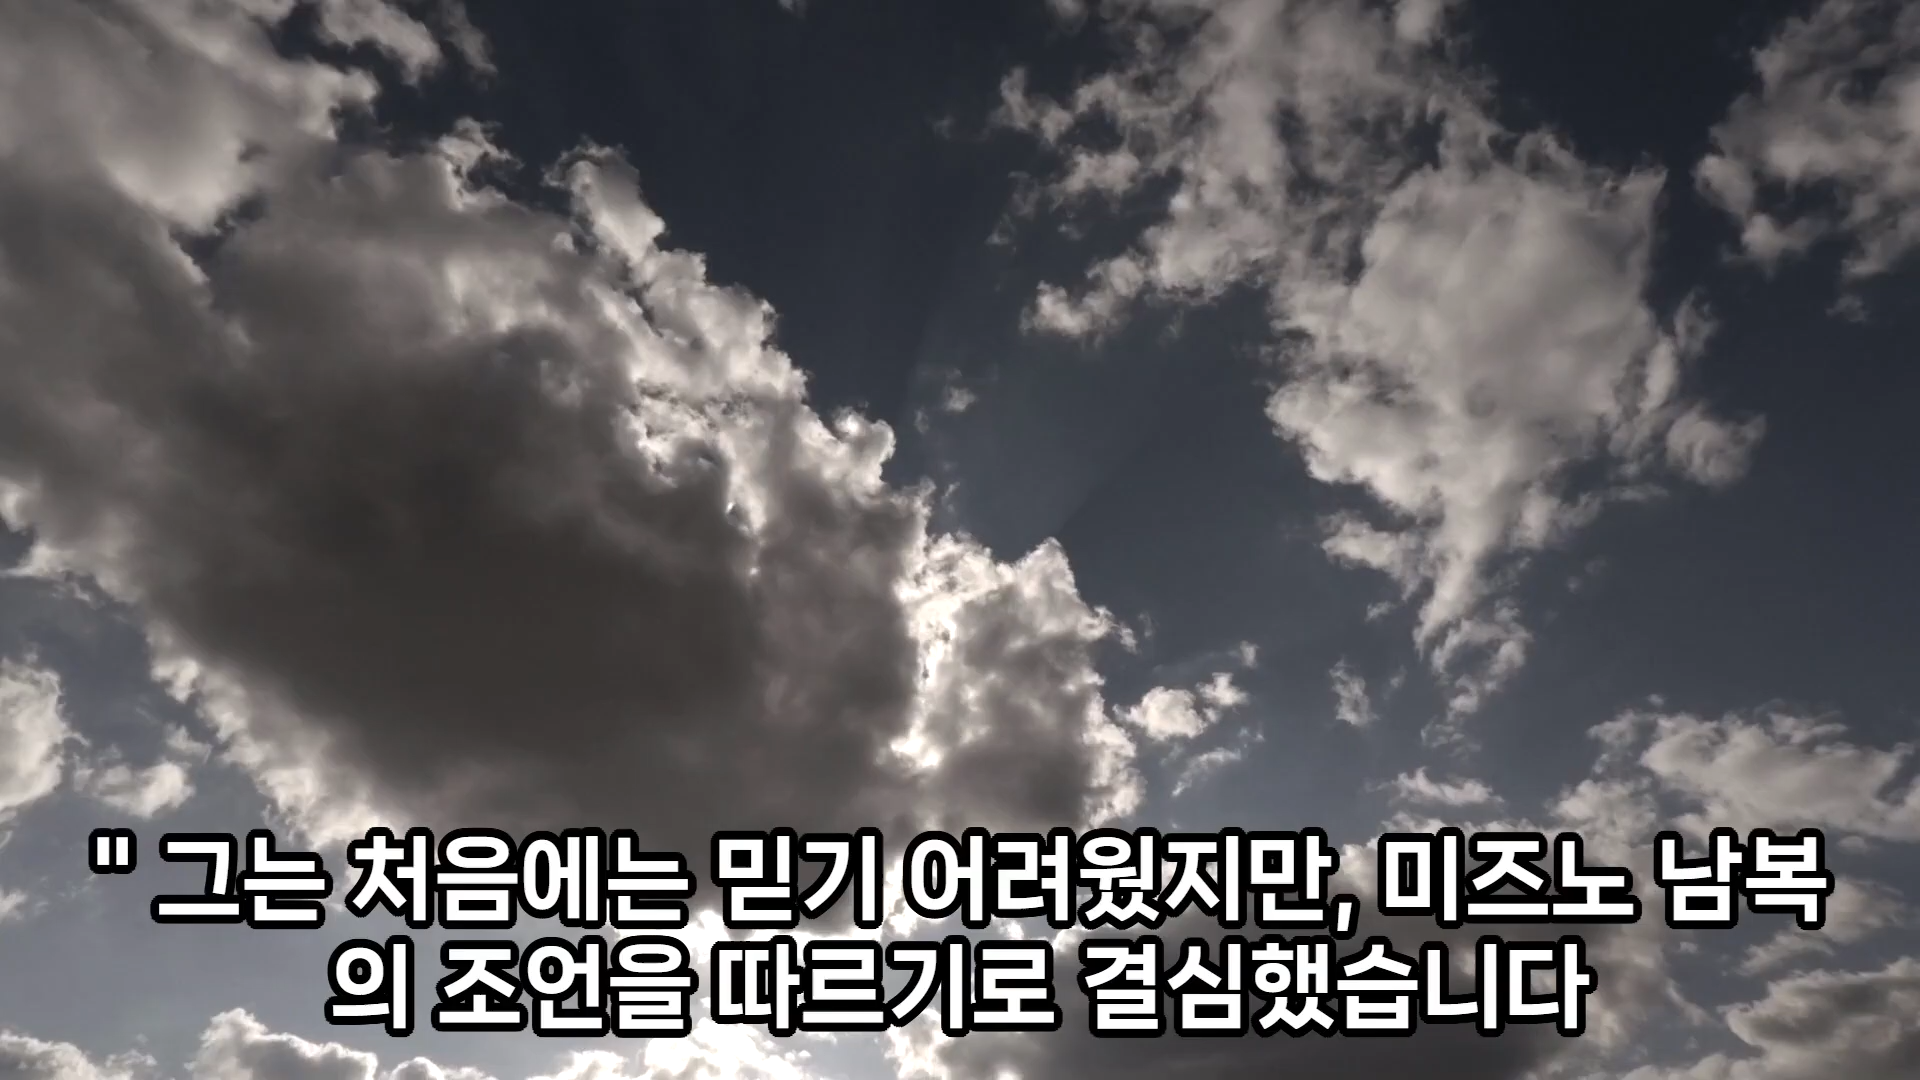 " 그는 처음에는 믿기 어려웠지만, 미즈노 남복
의 조언을 따르기로 결심했습니다